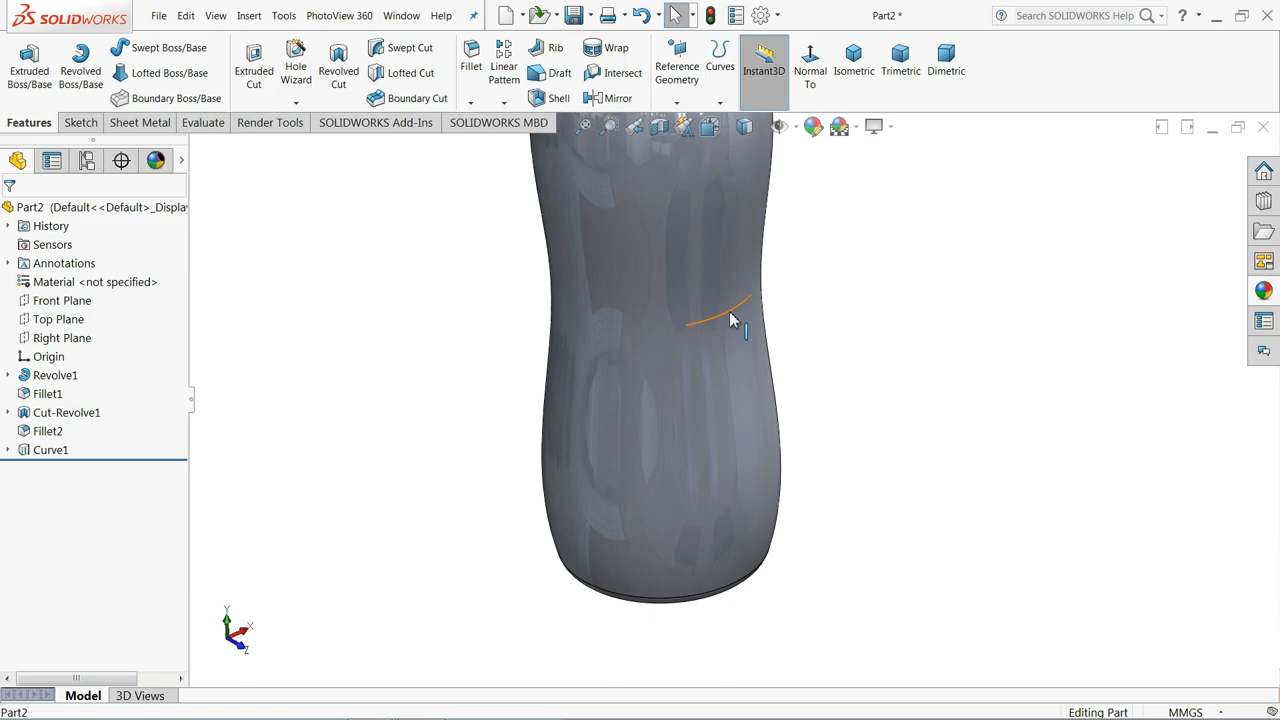 SOLIDWORKS File Edit View Insert Tools PhotoView 360 Window Help Part2 * Search SOLIDWORKS Help ?
Extruded Boss/Base
Revolved Boss/Base
Swept Boss/Base
Lofted Boss/Base
Boundary Boss/Base
Extruded Cut
Hole Wizard
Revolved Cut
Swept Cut
Lofted Cut
Boundary Cut
Fillet
Linear Pattern
Rib
Draft
Shell
Wrap
Intersect
Mirror
Reference Geometry
Curves
Instant3D
Normal To
Isometric
Trimetric
Dimetric
Features Sketch Sheet Metal Evaluate Render Tools SOLIDWORKS Add-Ins SOLIDWORKS MBD
Part2 (Default<<Default>_Displa
History
Sensors
Annotations
Material <not specified>
Front Plane
Top Plane
Right Plane
Origin
Revolve1
Fillet1
Cut-Revolve1
Fillet2
Curve1
Y
X
Z
Model 3D Views
Part2 Editing Part MMGS